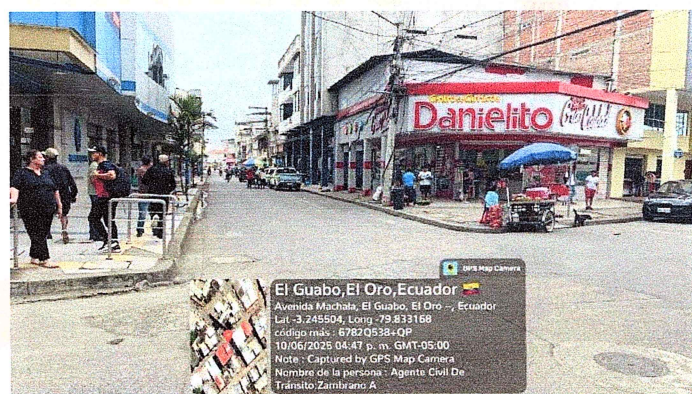 Danielito
GPS Map Camera
El Guabo,El Oro,Ecuador
Avenida Machala, El Guabo, El Oro --, Ecuador
Lat -3.245504, Long -79.833168
código más : 6782Q538+QP
10/06/2025 04:47 p. m. GMT-05:00
Note : Captured by GPS Map Camera
Nombre de la persona : Agente Civil De
Tránsito:Zambrano A